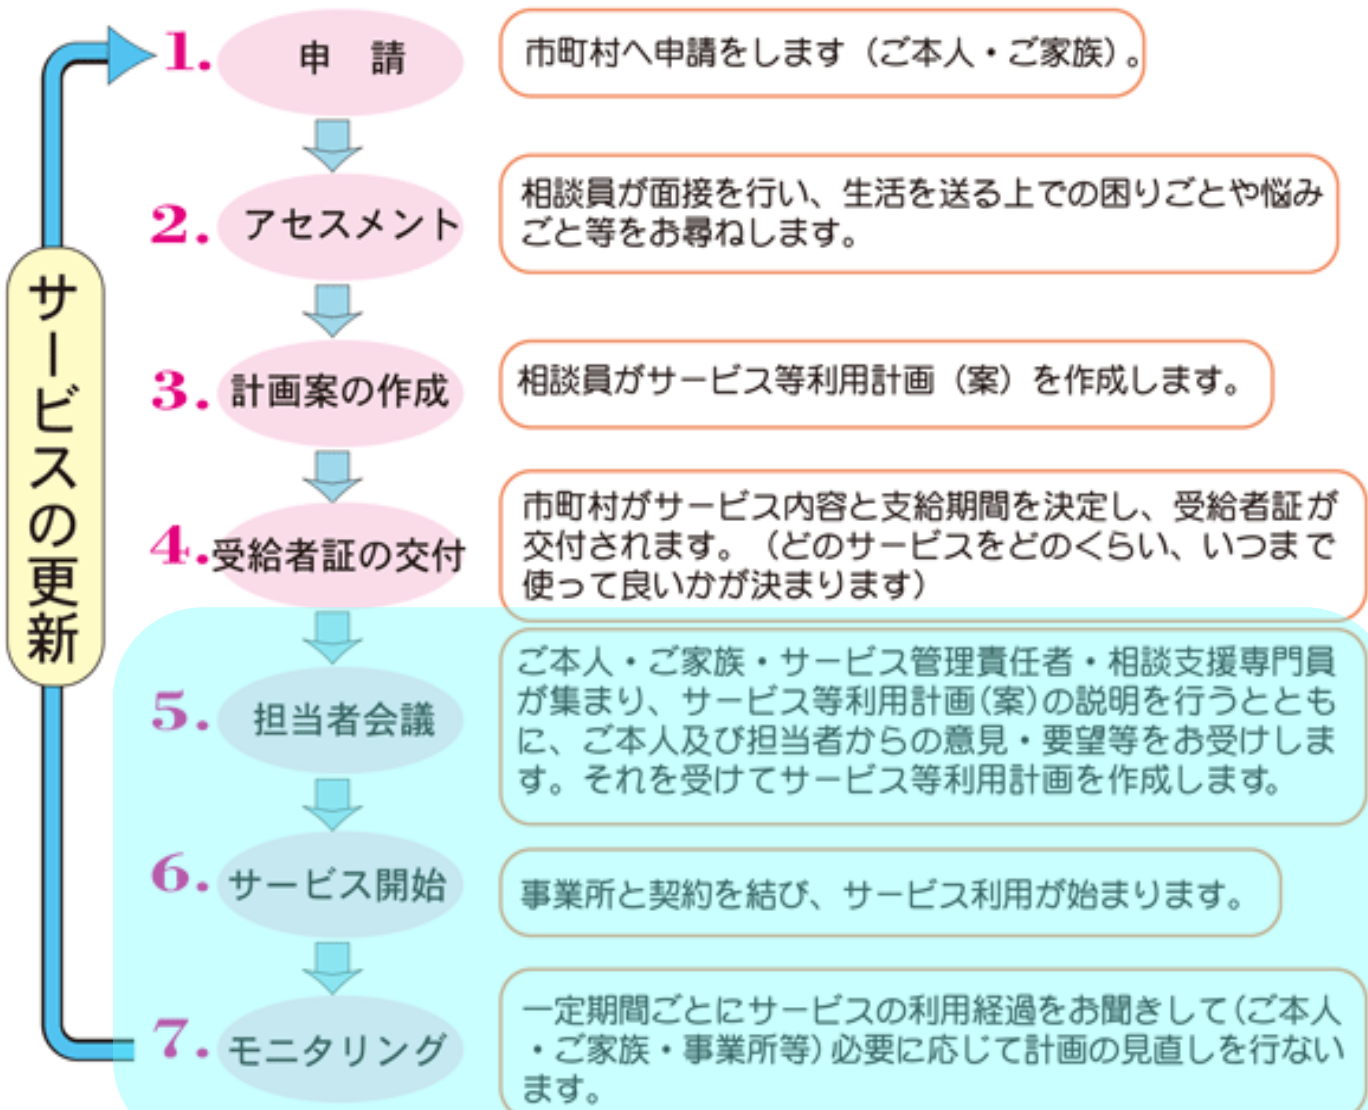 1. 申　請
市町村へ申請をします（ご本人・ご家族）。
2. アセスメント
相談員が面接を行い、生活を送る上での困りごとや悩み
ごと等をお尋ねします。
3. 計画案の作成
相談員がサービス等利用計画（案）を作成します。
4. 受給者証の交付
市町村がサービス内容と支給期間を決定し、受給者証が
交付されます。（どのサービスをどのくらい、いつまで
使って良いかが決まります）
5. 担当者会議
ご本人・ご家族・サービス管理責任者・相談支援専門員
が集まり、サービス等利用計画(案)の説明を行うととも
に、ご本人及び担当者からの意見・要望等をお受けしま
す。それを受けてサービス等利用計画を作成します。
6. サービス開始
事業所と契約を結び、サービス利用が始まります。
7. モニタリング
一定期間ごとにサービスの利用経過をお聞きして(ご本人
・ご家族・事業所等)必要に応じて計画の見直しを行ない
ます。
サービスの更新